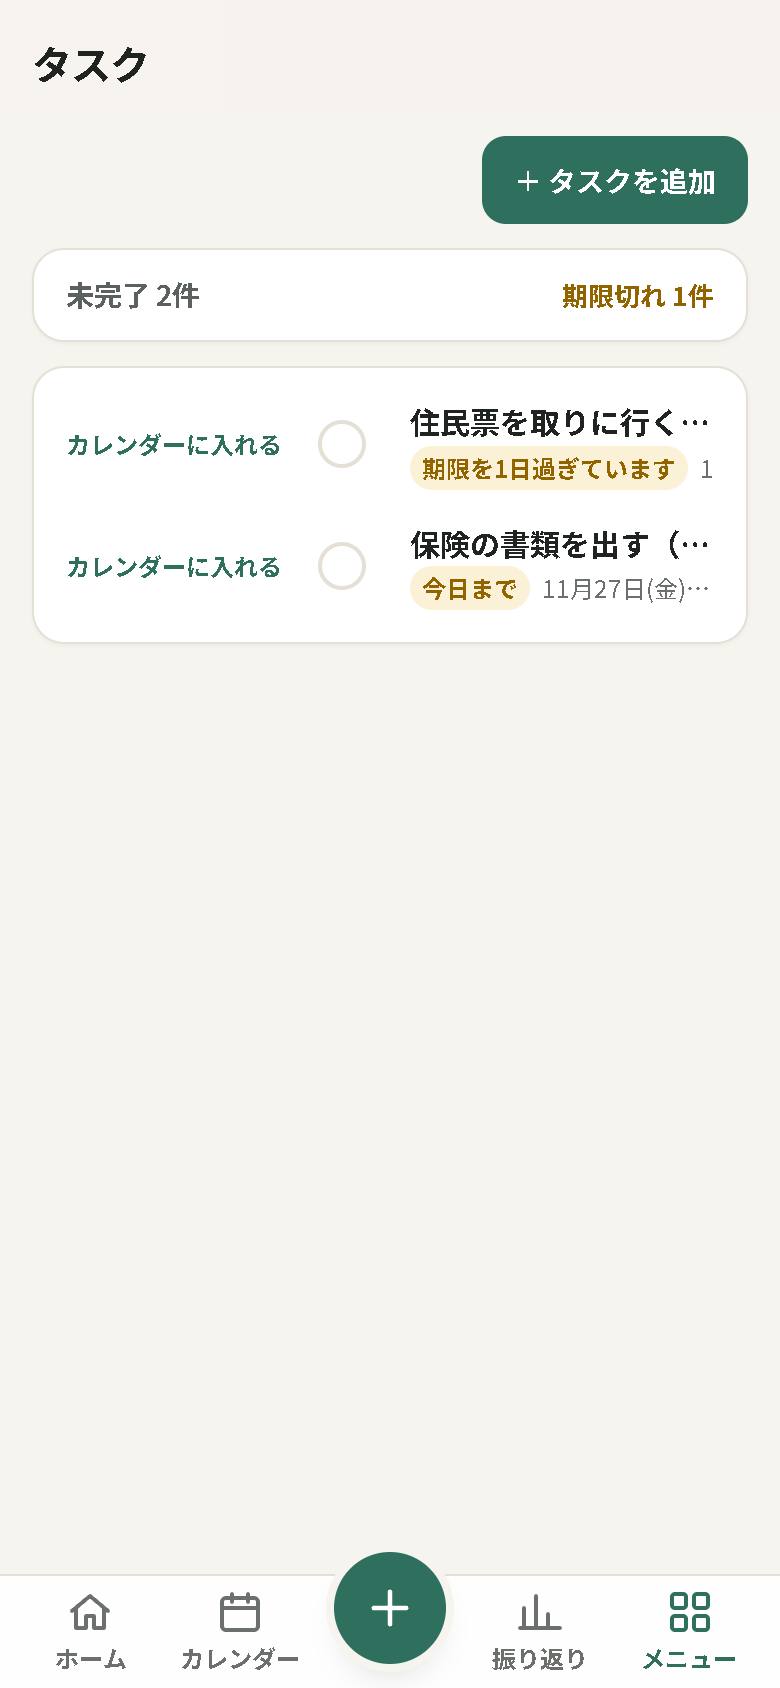 タスク
＋ タスクを追加
未完了 2件
期限切れ 1件
カレンダーに入れる
住民票を取りに行く…
期限を1日過ぎています 1
カレンダーに入れる
保険の書類を出す（…
今日まで 11月27日(金)…
ホーム
カレンダー
振り返り
メニュー